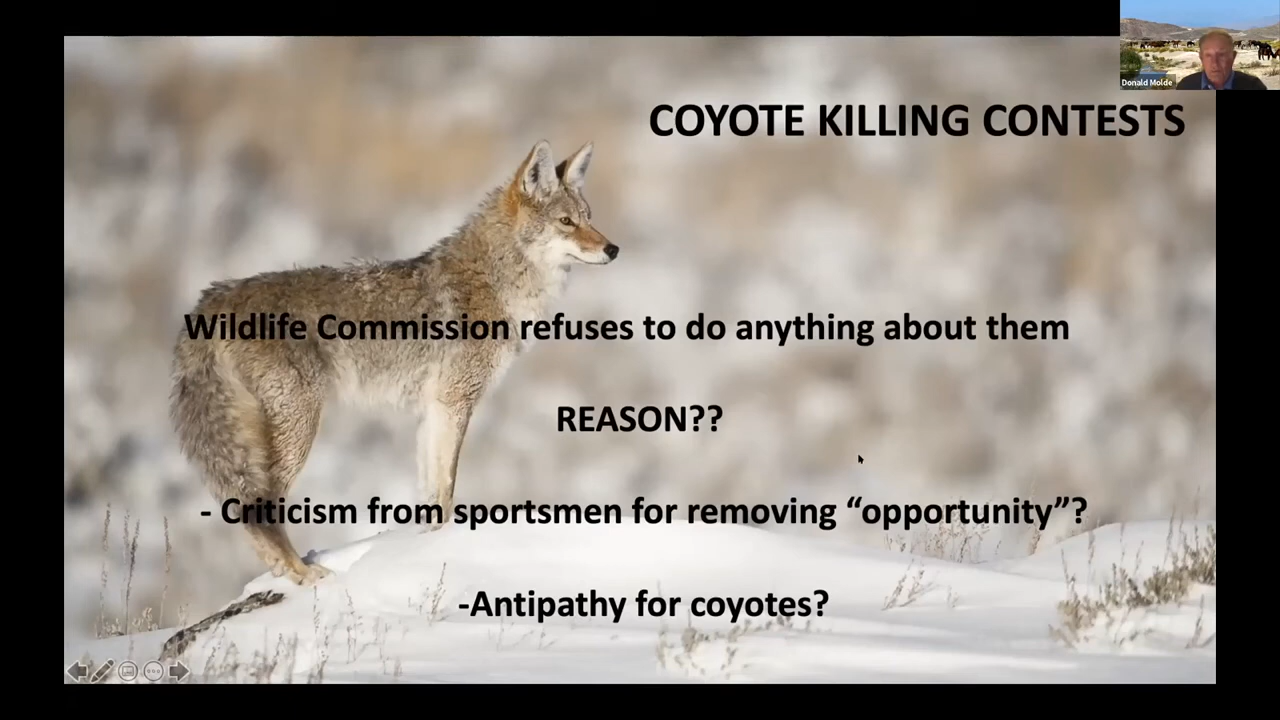 Donald Molde
COYOTE KILLING CONTESTS
Wildlife Commission refuses to do anything about them
REASON??
- Criticism from sportsmen for removing “opportunity”?
-Antipathy for coyotes?